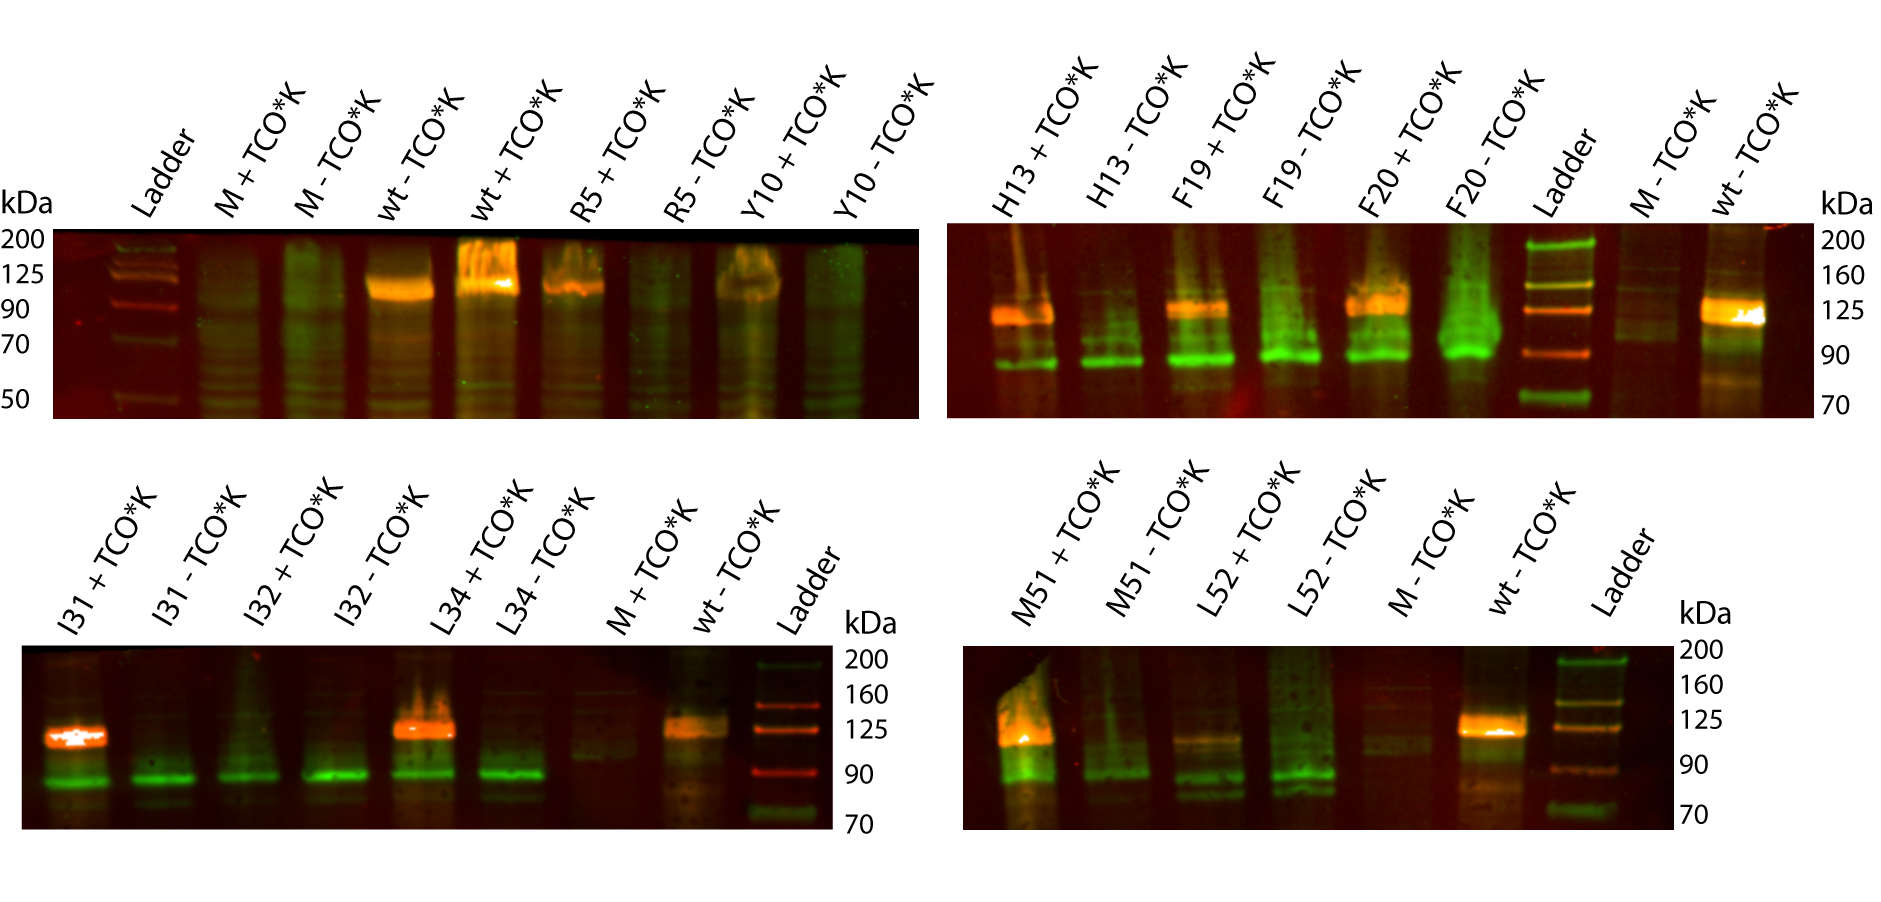 kDa
Ladder
M + TCO*K
M - TCO*K
wt - TCO*K
wt + TCO*K
R5 + TCO*K
R5 - TCO*K
Y10 + TCO*K
Y10 - TCO*K
200
125
90
70
50
H13 + TCO*K
H13 - TCO*K
F19 + TCO*K
F19 - TCO*K
F20 + TCO*K
F20 - TCO*K
Ladder
M - TCO*K
wt - TCO*K
kDa
200
160
125
90
70
I31 + TCO*K
I31 - TCO*K
I32 + TCO*K
I32 - TCO*K
L34 + TCO*K
L34 - TCO*K
M + TCO*K
wt - TCO*K
Ladder
kDa
200
160
125
90
70
M51 + TCO*K
M51 - TCO*K
L52 + TCO*K
L52 - TCO*K
M - TCO*K
wt - TCO*K
Ladder
kDa
200
160
125
90
70